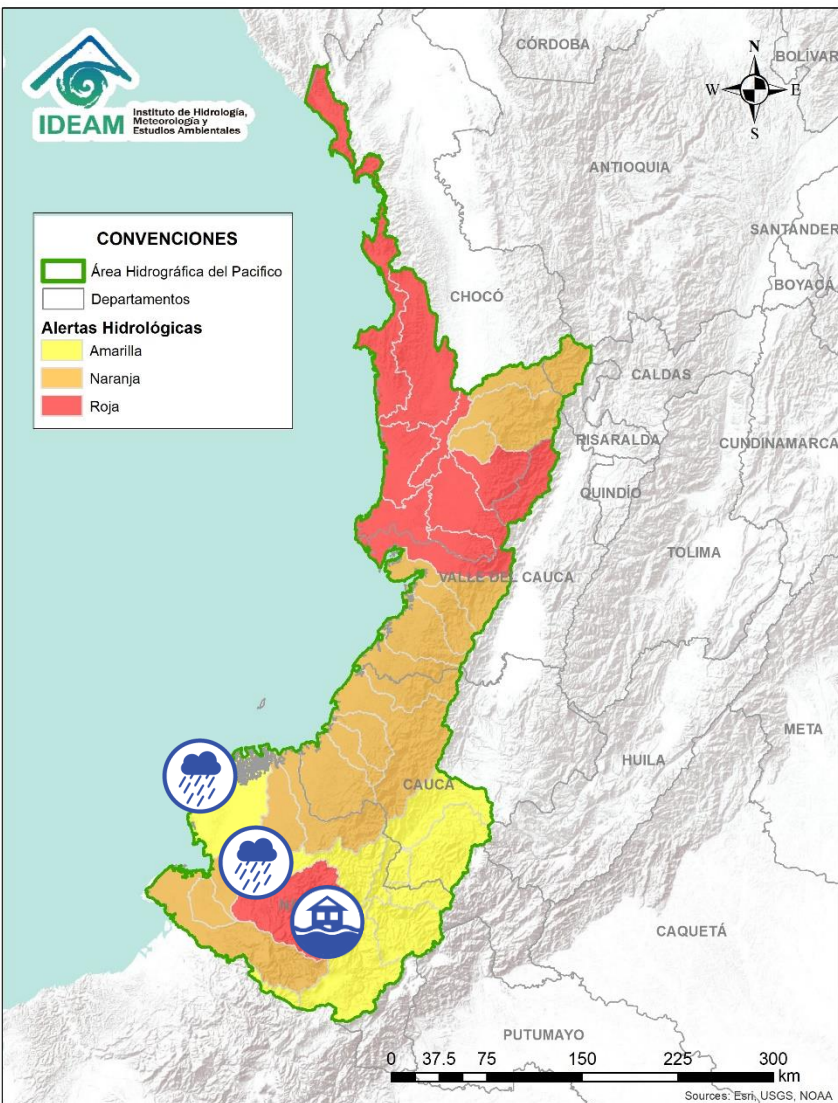 IDEAM
Instituto de Hidrología,
Meteorología y
Estudios Ambientales
CÓRDOBA
BOLÍVAR
N
W
E
S
ANTIOQUIA
SANTANDER
CONVENCIONES
Área Hidrográfica del Pacifico
Departamentos
Alertas Hidrológicas
Amarilla
Naranja
Roja
BOYACÁ
CHOCÓ
CALDAS
RISARALDA
CUNDINAMARCA
QUINDÍO
TOLIMA
VALLE DEL CAUCA
META
HUILA
CAUCA
CAQUETÁ
PUTUMAYO
0 37.5 75 150 225 300
km
Sources: Esri, USGS, NOAA